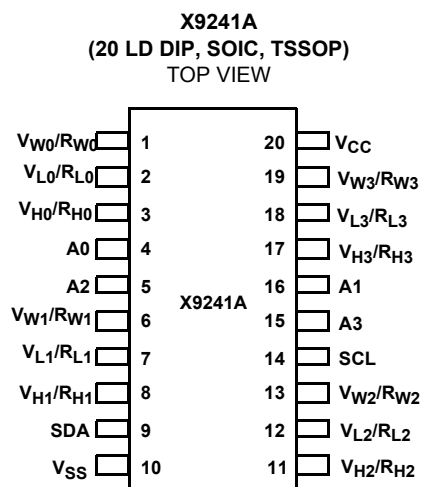 X9241A
(20 LD DIP, SOIC, TSSOP)
TOP VIEW
VW0/RW0 1 20 VCC
VL0/RL0 2 19 VW3/RW3
VH0/RH0 3 18 VL3/RL3
A0 4 17 VH3/RH3
A2 5 16 A1
X9241A
VW1/RW1 6 15 A3
VL1/RL1 7 14 SCL
VH1/RH1 8 13 VW2/RW2
SDA 9 12 VL2/RL2
VSS 10 11 VH2/RH2